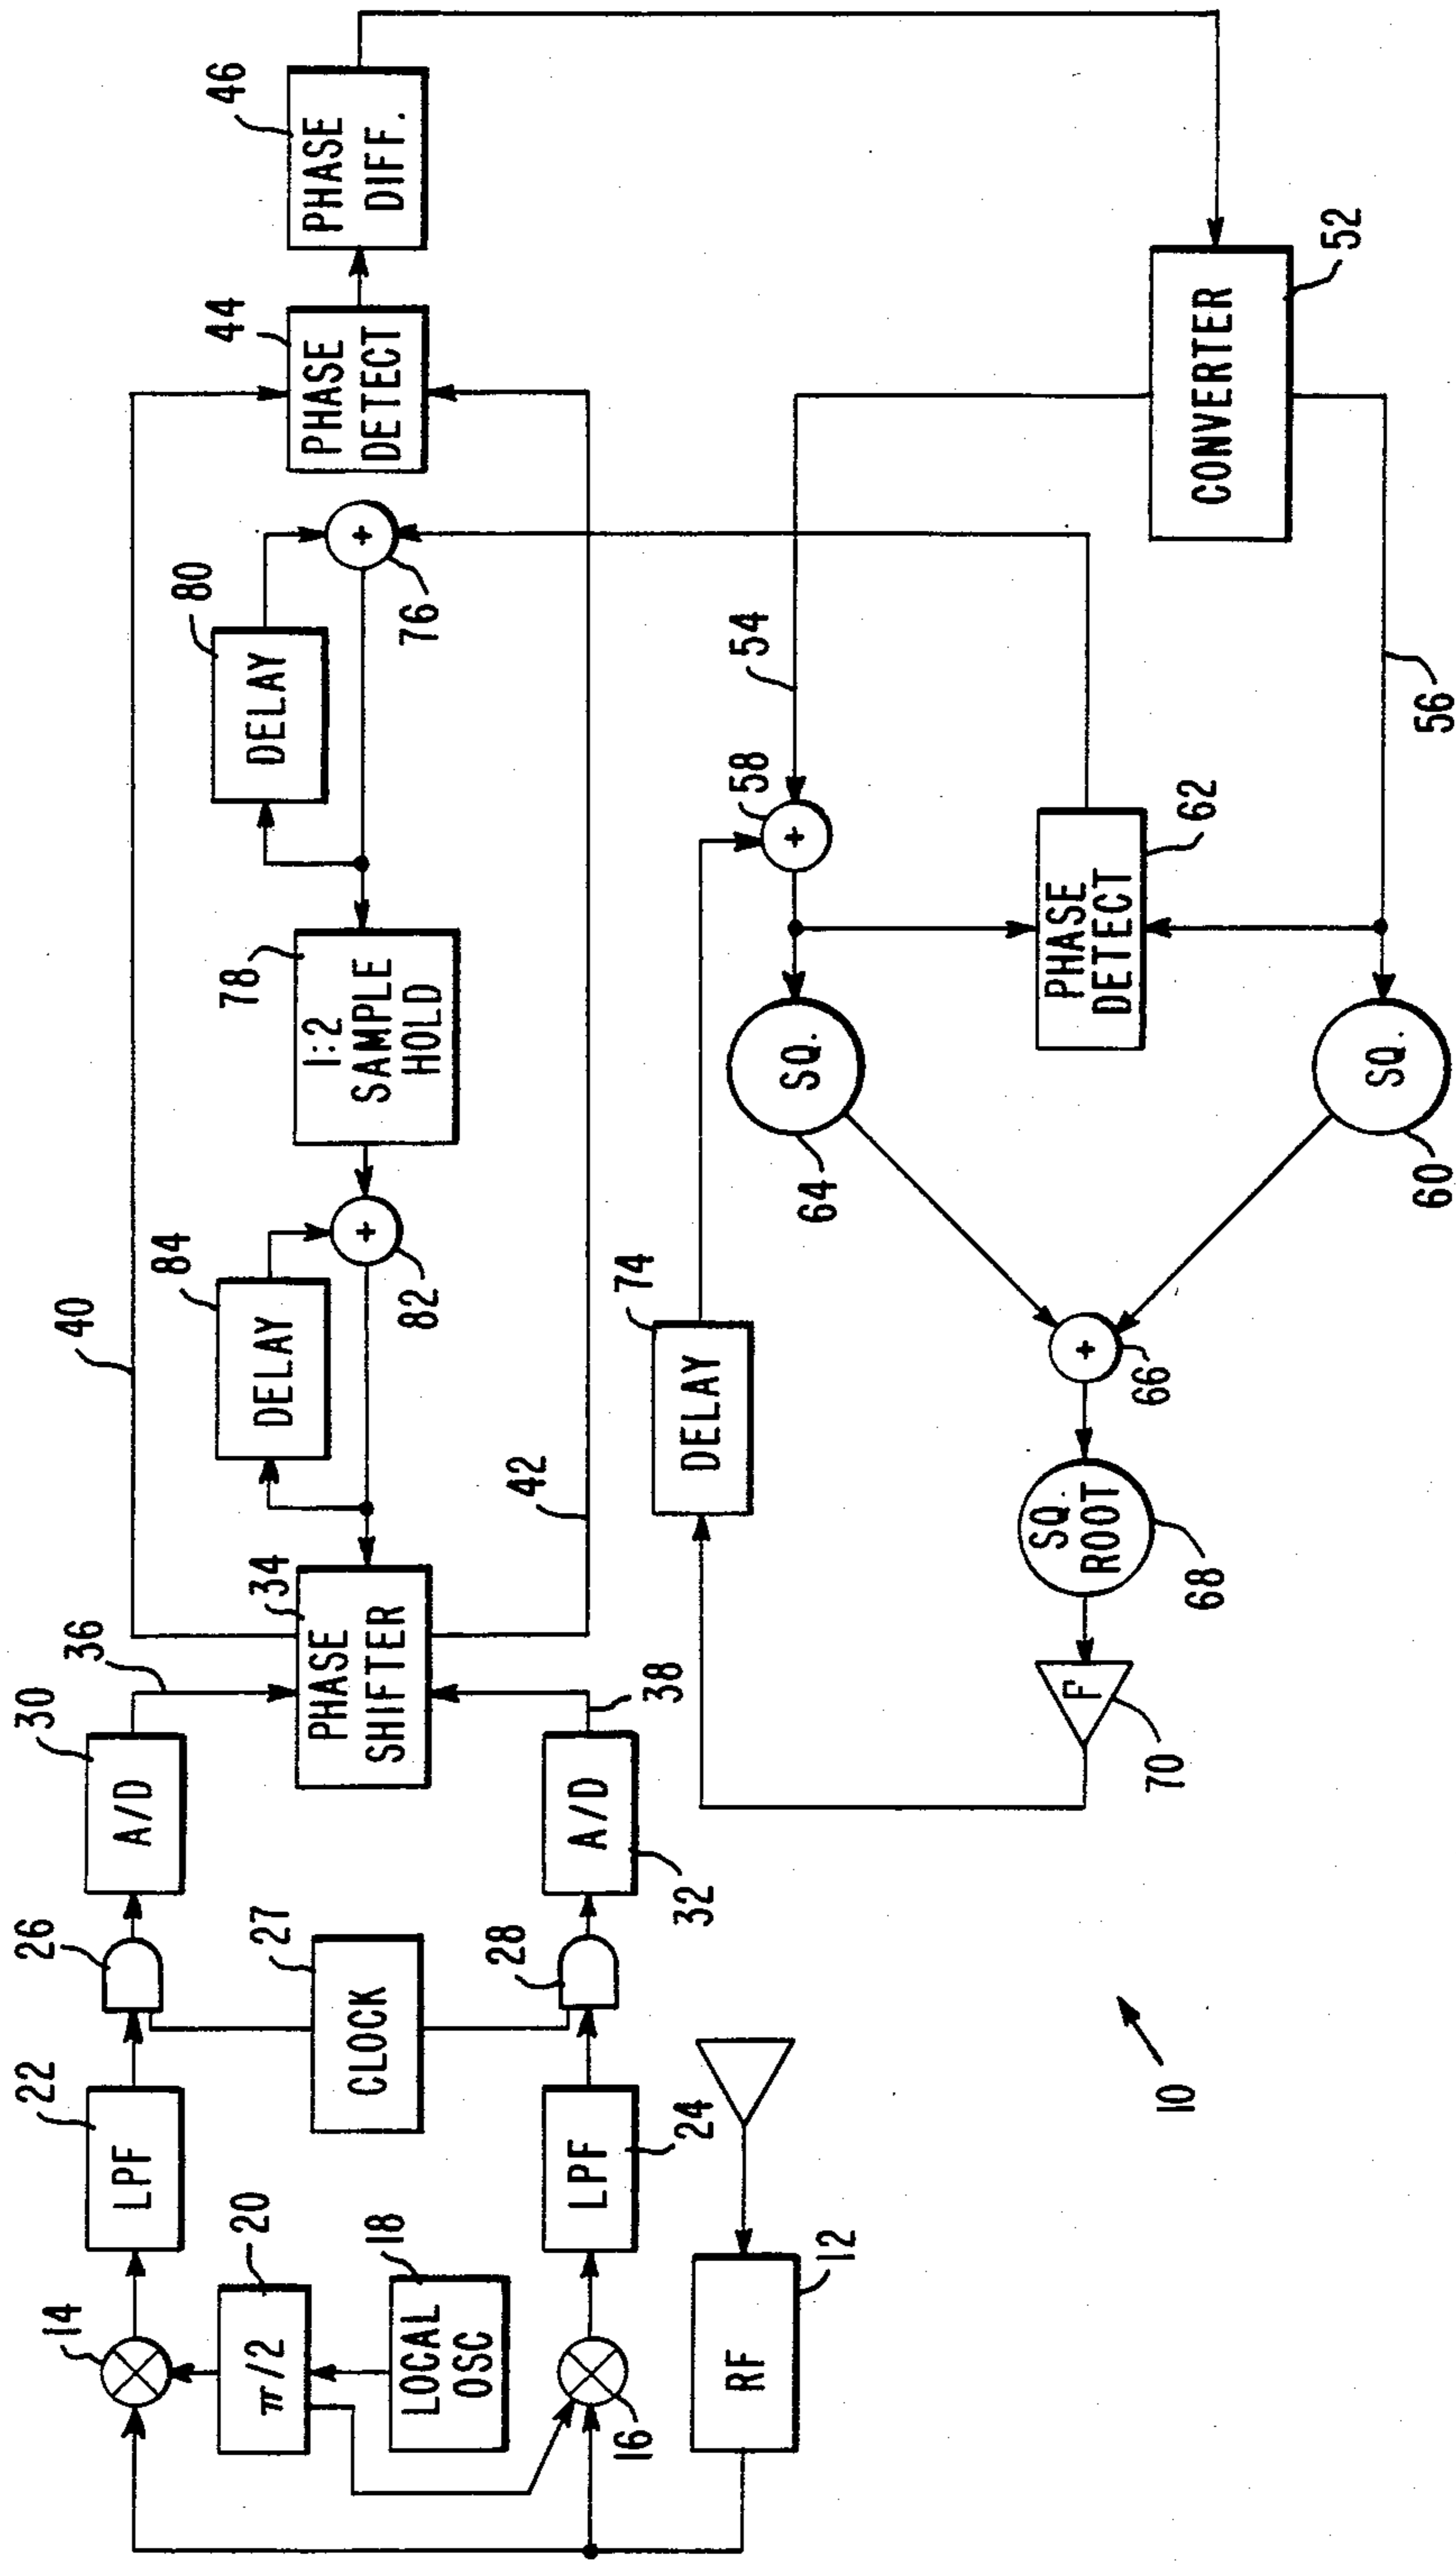 14
22
LPF
26
30
A/D
36
40
20
π/2
27
CLOCK
34
PHASE
SHIFTER
84
DELAY
82
78
1:2
SAMPLE
HOLD
80
DELAY
76
44
PHASE
DETECT
46
PHASE
DIFF.
18
LOCAL
OSC
16
LPF
24
28
A/D
32
38
42
RF
12
DELAY
74
SQ.
64
58
54
10
70
SQ.
ROOT
68
66
PHASE
DETECT
62
CONVERTER
52
SQ.
60
56